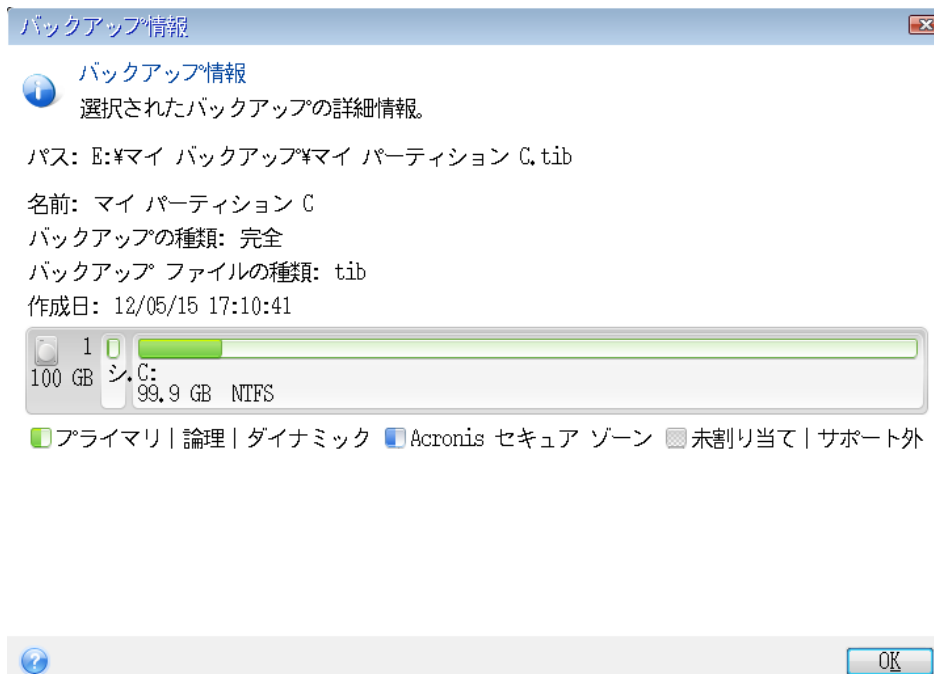 バックアップ情報
バックアップ情報
選択されたバックアップの詳細情報。
パス: E:¥マイ バックアップ¥マイ パーティション C.tib
名前: マイ パーティション C
バックアップの種類: 完全
バックアップ ファイルの種類: tib
作成日: 12/05/15 17:10:41
1
100 GB シ. C:
99.9 GB NTFS
プライマリ|論理|ダイナミック Acronis セキュア ゾーン 未割り当て|サポート外
OK